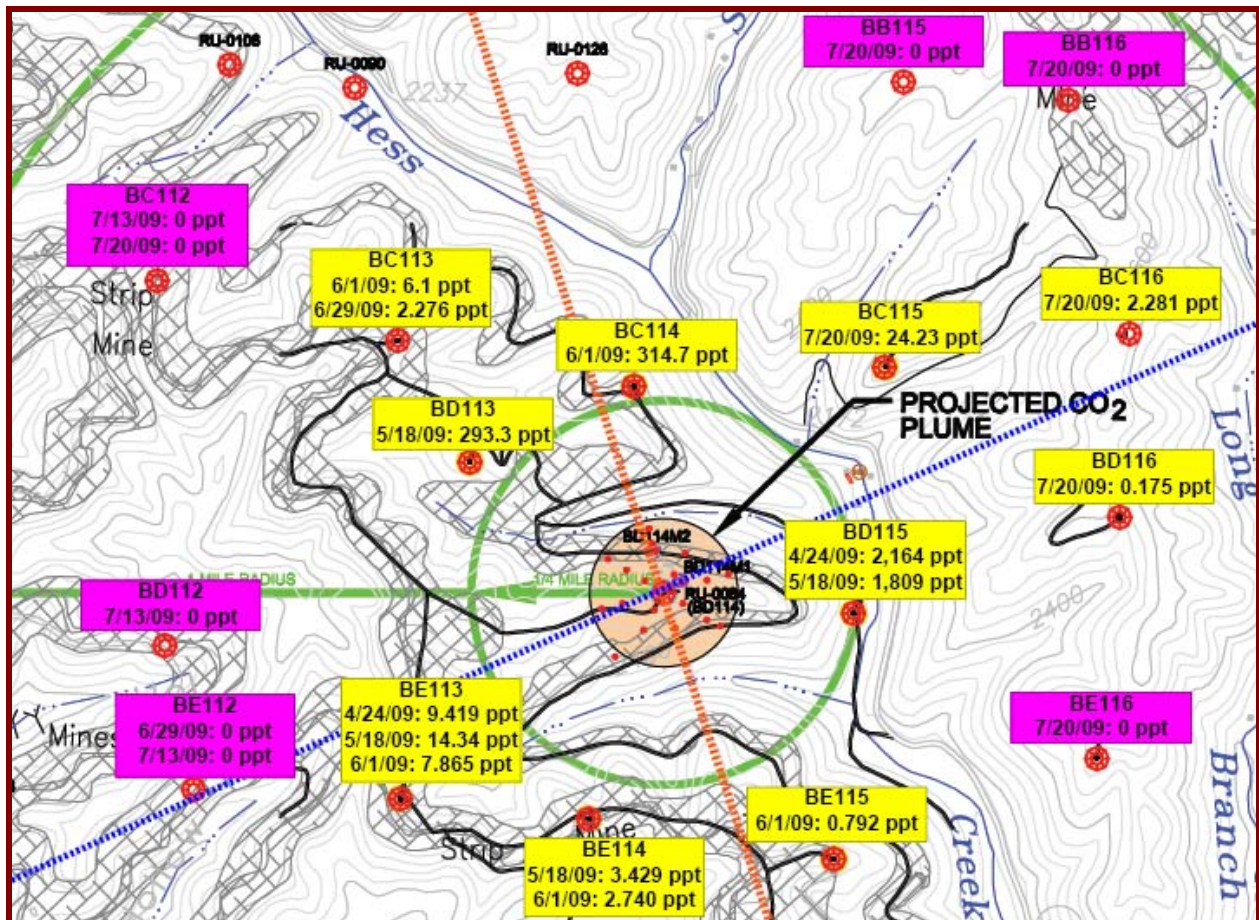 RU-0106
RU-0090
RU-0126
BB115
7/20/09: 0 ppt
BB116
7/20/09: 0 ppt
Mine
2237
Hess
BC112
7/13/09: 0 ppt
7/20/09: 0 ppt
Strip
Mine
BC113
6/1/09: 6.1 ppt
6/29/09: 2.276 ppt
BC114
6/1/09: 314.7 ppt
BC115
7/20/09: 24.23 ppt
BC116
7/20/09: 2.281 ppt
BD113
5/18/09: 293.3 ppt
PROJECTED CO2
PLUME
Long
BD116
7/20/09: 0.175 ppt
BD114M2
BD114M1
RU-0084
(BD114)
BD115
4/24/09: 2,164 ppt
5/18/09: 1,809 ppt
1 MILE RADIUS
1/4 MILE RADIUS
2400
BD112
7/13/09: 0 ppt
BE112
6/29/09: 0 ppt
7/13/09: 0 ppt
Mines
BE113
4/24/09: 9.419 ppt
5/18/09: 14.34 ppt
6/1/09: 7.865 ppt
BE116
7/20/09: 0 ppt
BE115
6/1/09: 0.792 ppt
Strip
Mine
BE114
5/18/09: 3.429 ppt
6/1/09: 2.740 ppt
Creek
Branch